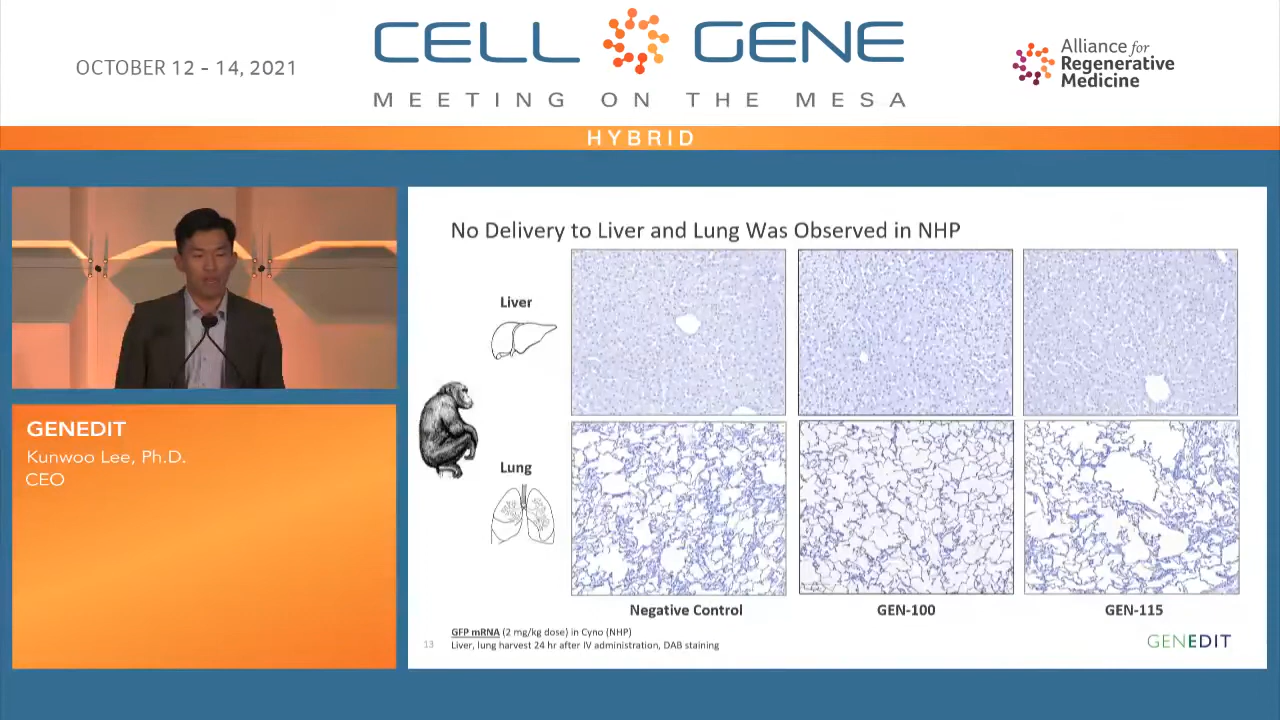 OCTOBER 12 - 14, 2021
CELL GENE
MEETING ON THE MESA
Alliance for
Regenerative
Medicine
HYBRID
GENEDIT
Kunwoo Lee, Ph.D.
CEO
No Delivery to Liver and Lung Was Observed in NHP
Liver
Lung
Negative Control
GEN-100
GEN-115
GFP mRNA (2 mg/kg dose) in Cyno (NHP)
Liver, lung harvest 24 hr after IV administration, DAB staining
13
GENEDIT